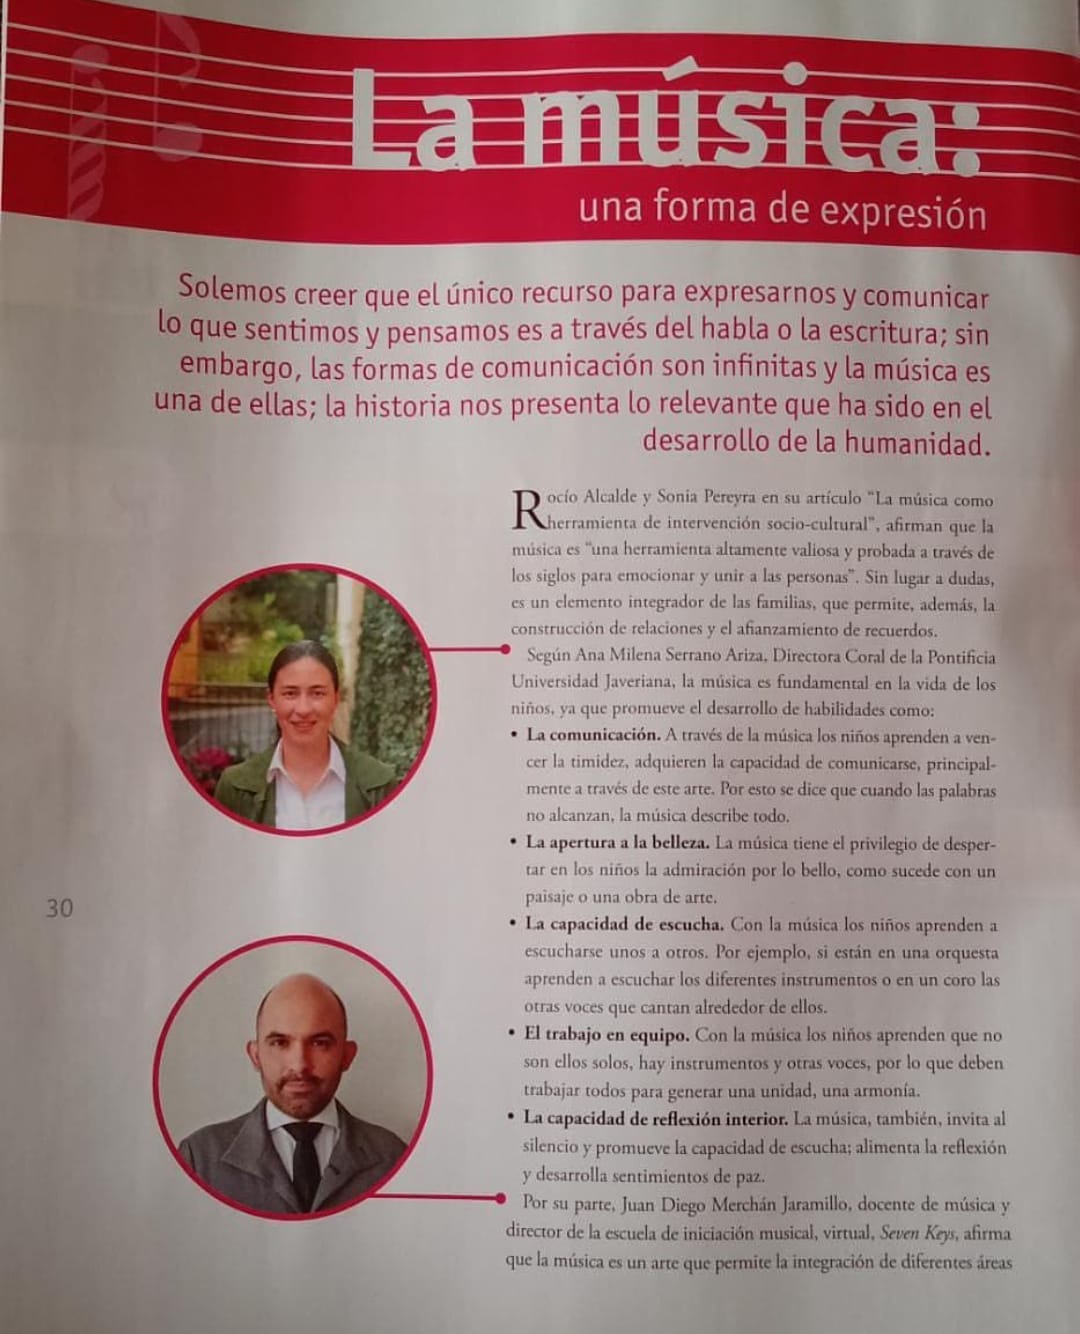 La música:
una forma de expresión
Solemos creer que el único recurso para expresarnos y comunicar
lo que sentimos y pensamos es a través del habla o la escritura; sin
embargo, las formas de comunicación son infinitas y la música es
una de ellas; la historia nos presenta lo relevante que ha sido en el
desarrollo de la humanidad.
Rocío Alcalde y Sonia Pereyra en su artículo “La música como
herramienta de intervención socio-cultural”, afirman que la
música es “una herramienta altamente valiosa y probada a través de
los siglos para emocionar y unir a las personas”. Sin lugar a dudas,
es un elemento integrador de las familias, que permite, además, la
construcción de relaciones y el afianzamiento de recuerdos.
Según Ana Milena Serrano Ariza, Directora Coral de la Pontificia
Universidad Javeriana, la música es fundamental en la vida de los
niños, ya que promueve el desarrollo de habilidades como:
• La comunicación. A través de la música los niños aprenden a ven-
cer la timidez, adquieren la capacidad de comunicarse, principal-
mente a través de este arte. Por esto se dice que cuando las palabras
no alcanzan, la música describe todo.
• La apertura a la belleza. La música tiene el privilegio de desper-
tar en los niños la admiración por lo bello, como sucede con un
paisaje o una obra de arte.
• La capacidad de escucha. Con la música los niños aprenden a
escucharse unos a otros. Por ejemplo, si están en una orquesta
aprenden a escuchar los diferentes instrumentos o en un coro las
otras voces que cantan alrededor de ellos.
• El trabajo en equipo. Con la música los niños aprenden que no
son ellos solos, hay instrumentos y otras voces, por lo que deben
trabajar todos para generar una unidad, una armonía.
• La capacidad de reflexión interior. La música, también, invita al
silencio y promueve la capacidad de escucha; alimenta la reflexión
y desarrolla sentimientos de paz.
Por su parte, Juan Diego Merchán Jaramillo, docente de música y
director de la escuela de iniciación musical, virtual, Seven Keys, afirma
que la música es un arte que permite la integración de diferentes áreas
30